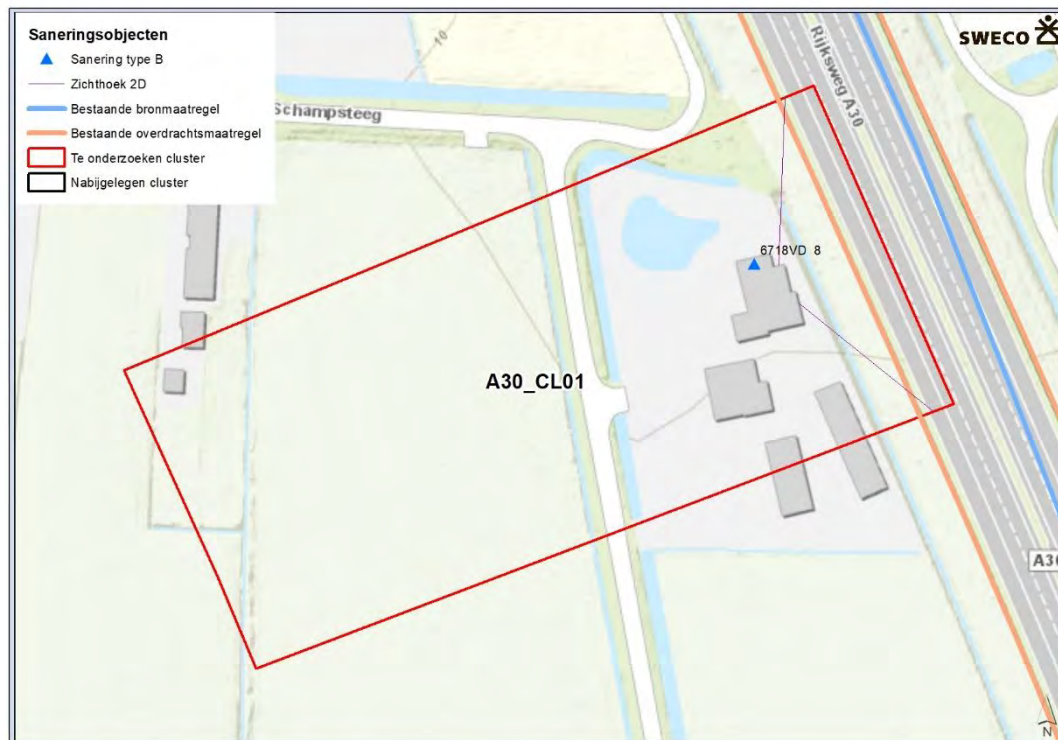 Saneringsobjecten
Sanering type B
Zichthoek 2D
Bestaande bronmaatregel
Bestaande overdrachtsmaatregel
Te onderzoeken cluster
Nabijgelegen cluster
10
SWECO
Rijksweg A30
Schampsteeg
6718VD 8
A30_CL01
A30
N